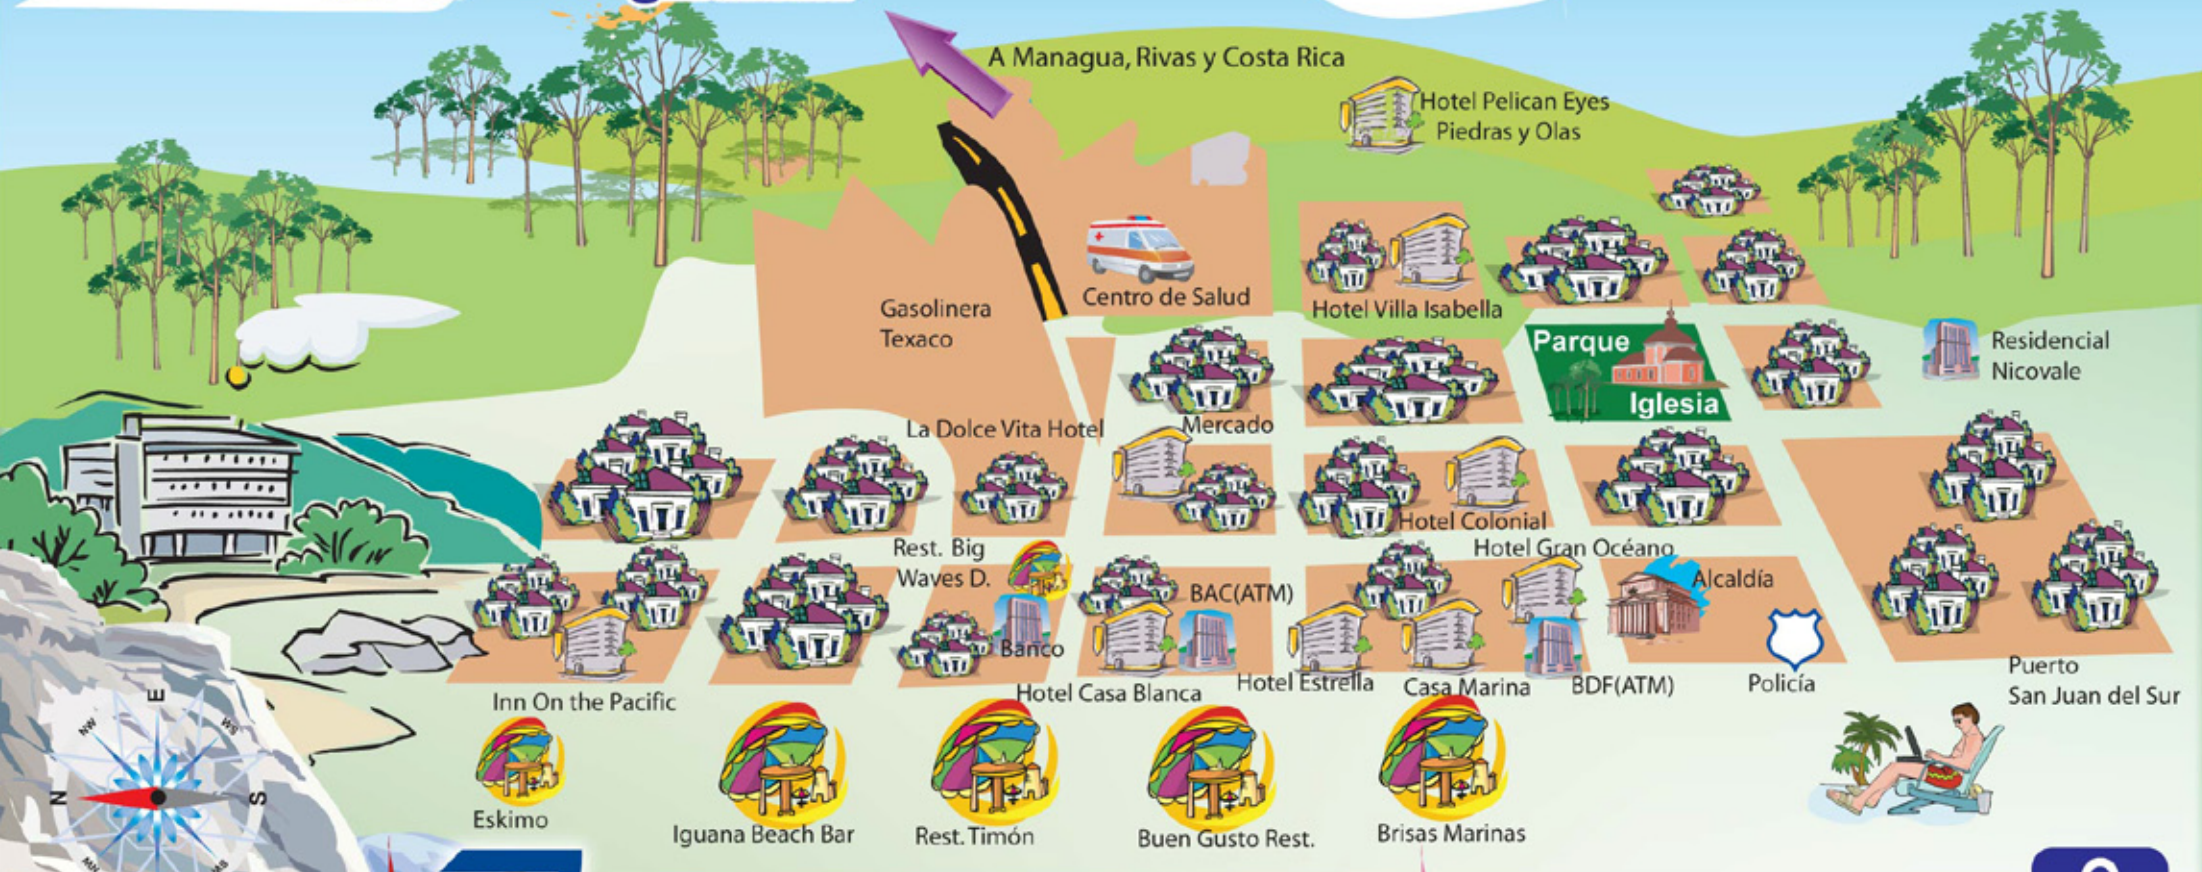 A Managua, Rivas y Costa Rica
Hotel Pelican Eyes
Piedras y Olas
Centro de Salud
Hotel Villa Isabella
Gasolinera
Texaco
Parque
Iglesia
Residencial
Nicovale
La Dolce Vita Hotel
Mercado
Hotel Colonial
Hotel Gran Océano
Rest. Big
Waves D.
BAC(ATM)
Alcaldía
Banco
Inn On the Pacific
Hotel Casa Blanca
Hotel Estrella
Casa Marina
BDF(ATM)
Policía
Puerto
San Juan del Sur
Eskimo
Iguana Beach Bar
Rest. Timón
Buen Gusto Rest.
Brisas Marinas
E
NW
WS
N
S